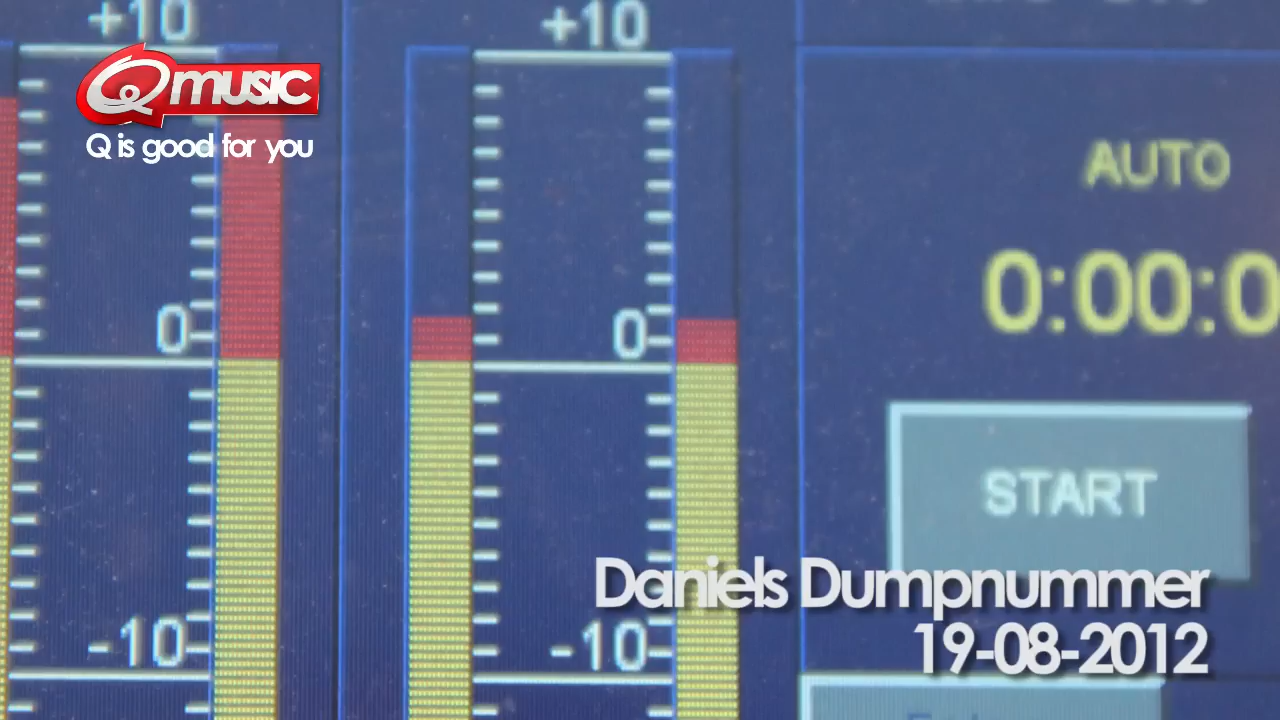 +10
+10
Qmusic
Q is good for you
AUTO
0:00:0
0
0
START
Daniels Dumpnummer
-10
-10
19-08-2012